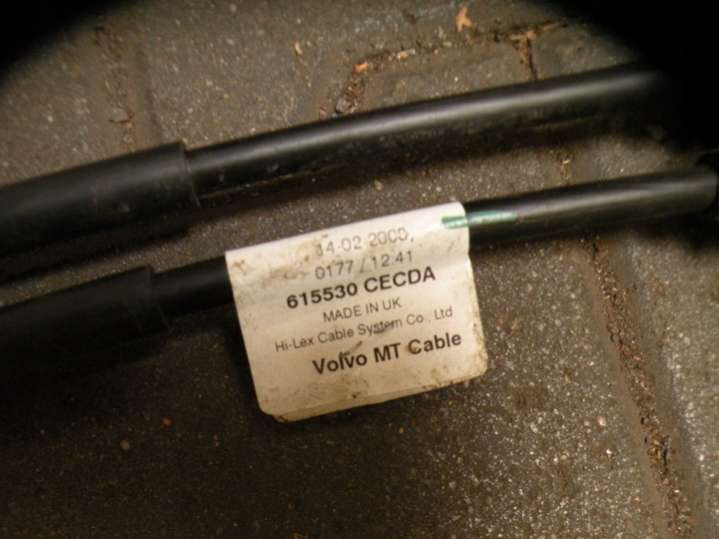 14-02 2000,
0177 / 12:41
615530 CECDA
MADE IN UK
Hi-Lex Cable System Co., Ltd
Volvo MT Cable